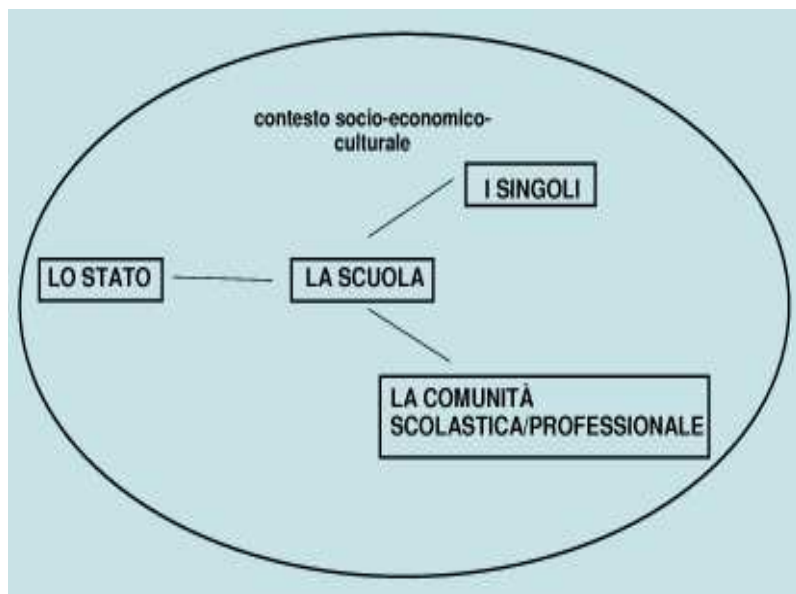 contesto socio-economico-
culturale
I SINGOLI
LO STATO
LA SCUOLA
LA COMUNITÀ
SCOLASTICA/PROFESSIONALE